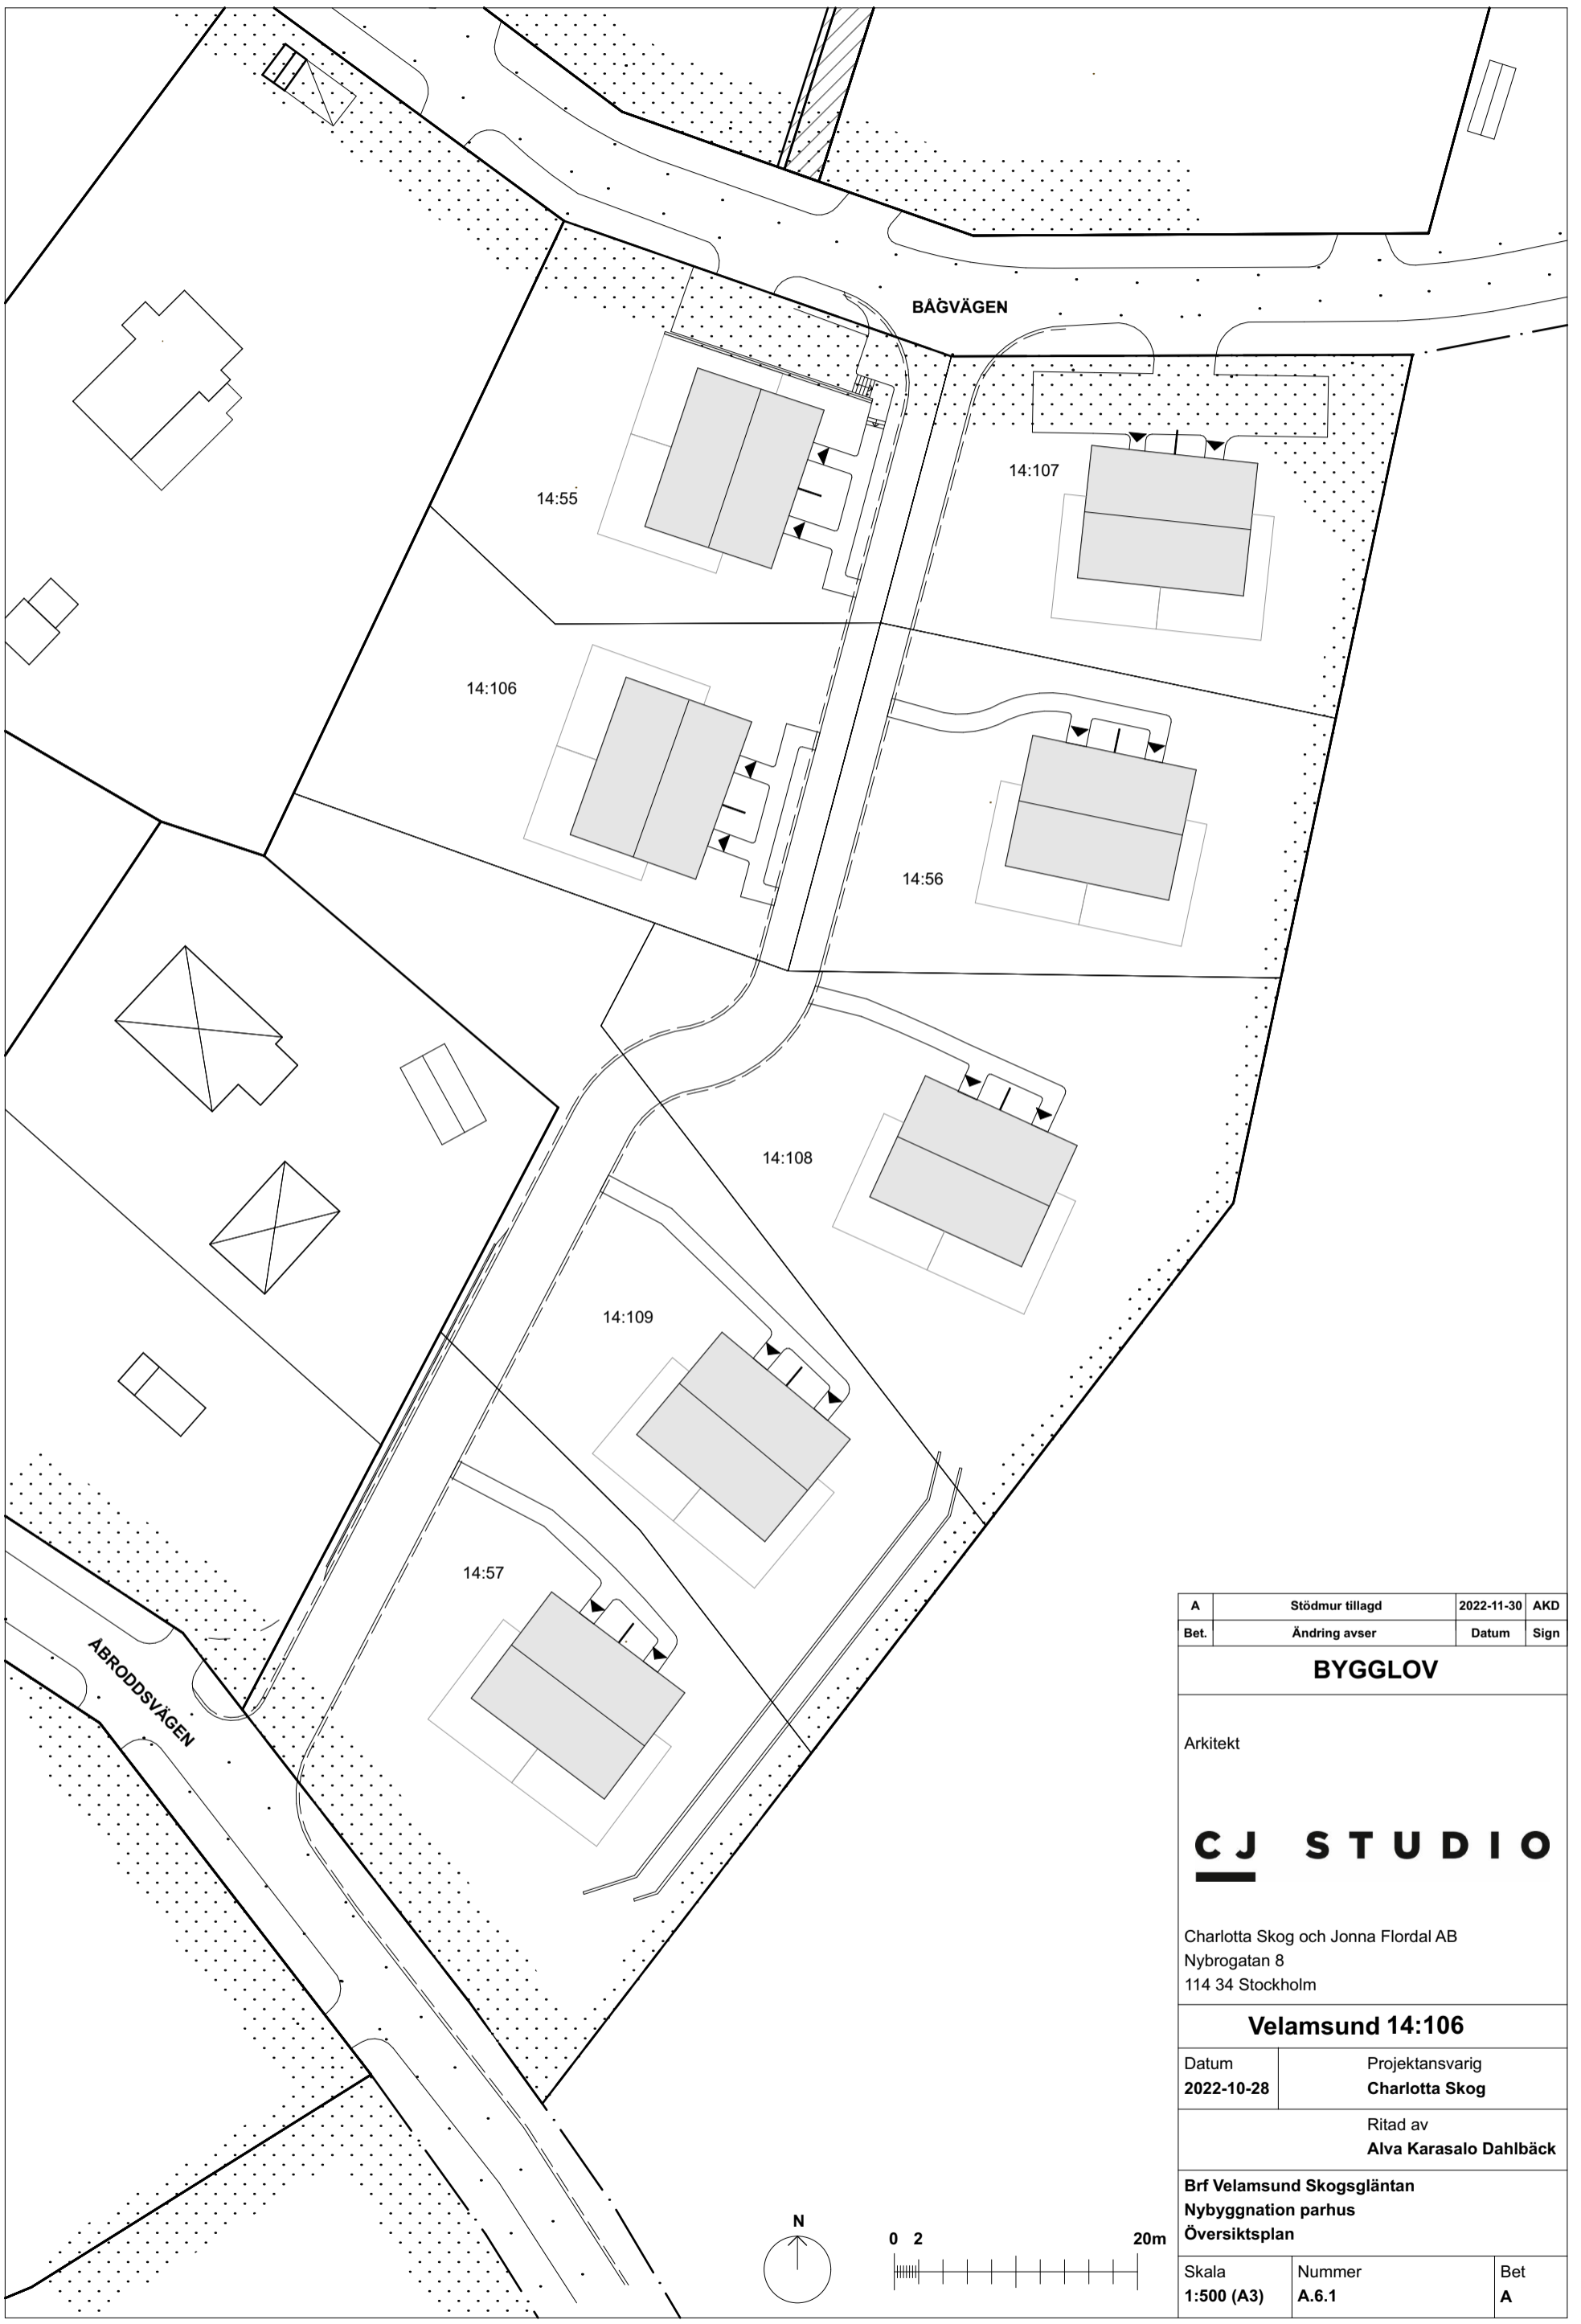 BÅGVÄGEN
14:107
14:55
14:106
14:56
14:108
14:109
14:57
ÅBRODDSVÄGEN
A Stödmur tillagd 2022-11-30 AKD
Bet. Ändring avser Datum Sign
BYGGLOV
Arkitekt
CJ STUDIO
Charlotta Skog och Jonna Flordal AB
Nybrogatan 8
114 34 Stockholm
Velamsund 14:106
Datum Projektansvarig
2022-10-28 Charlotta Skog
Ritad av
Alva Karasalo Dahlbäck
Brf Velamsund Skogsgläntan
Nybyggnation parhus
Översiktsplan
Skala Nummer Bet
1:500 (A3) A.6.1 A
N
0 2 20m